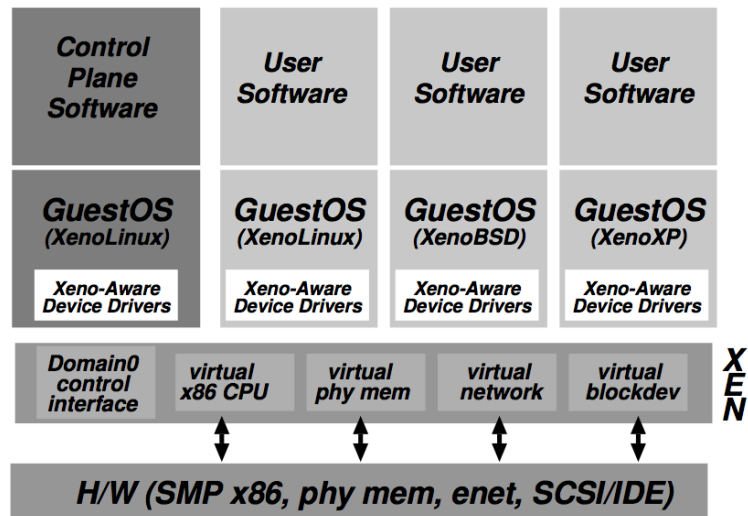 Control
Plane
Software
User
Software
User
Software
User
Software
GuestOS
(XenoLinux)
Xeno-Aware
Device Drivers
GuestOS
(XenoLinux)
Xeno-Aware
Device Drivers
GuestOS
(XenoBSD)
Xeno-Aware
Device Drivers
GuestOS
(XenoXP)
Xeno-Aware
Device Drivers
Domain0
control
interface
virtual
x86 CPU
virtual
phy mem
virtual
network
virtual
blockdev
X
E
N
H/W (SMP x86, phy mem, enet, SCSI/IDE)